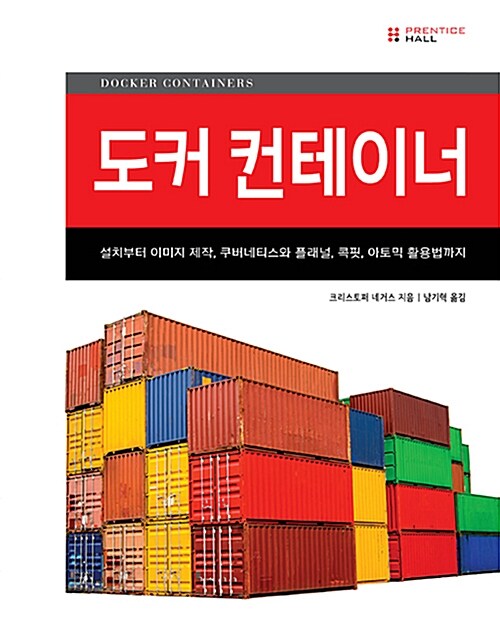 PRENTICE
HALL
DOCKER CONTAINERS
도커 컨테이너
설치부터 이미지 제작, 쿠버네티스와 플래널, 콕핏, 아토믹 활용법까지
크리스토퍼 네거스 지음 | 남기혁 옮김